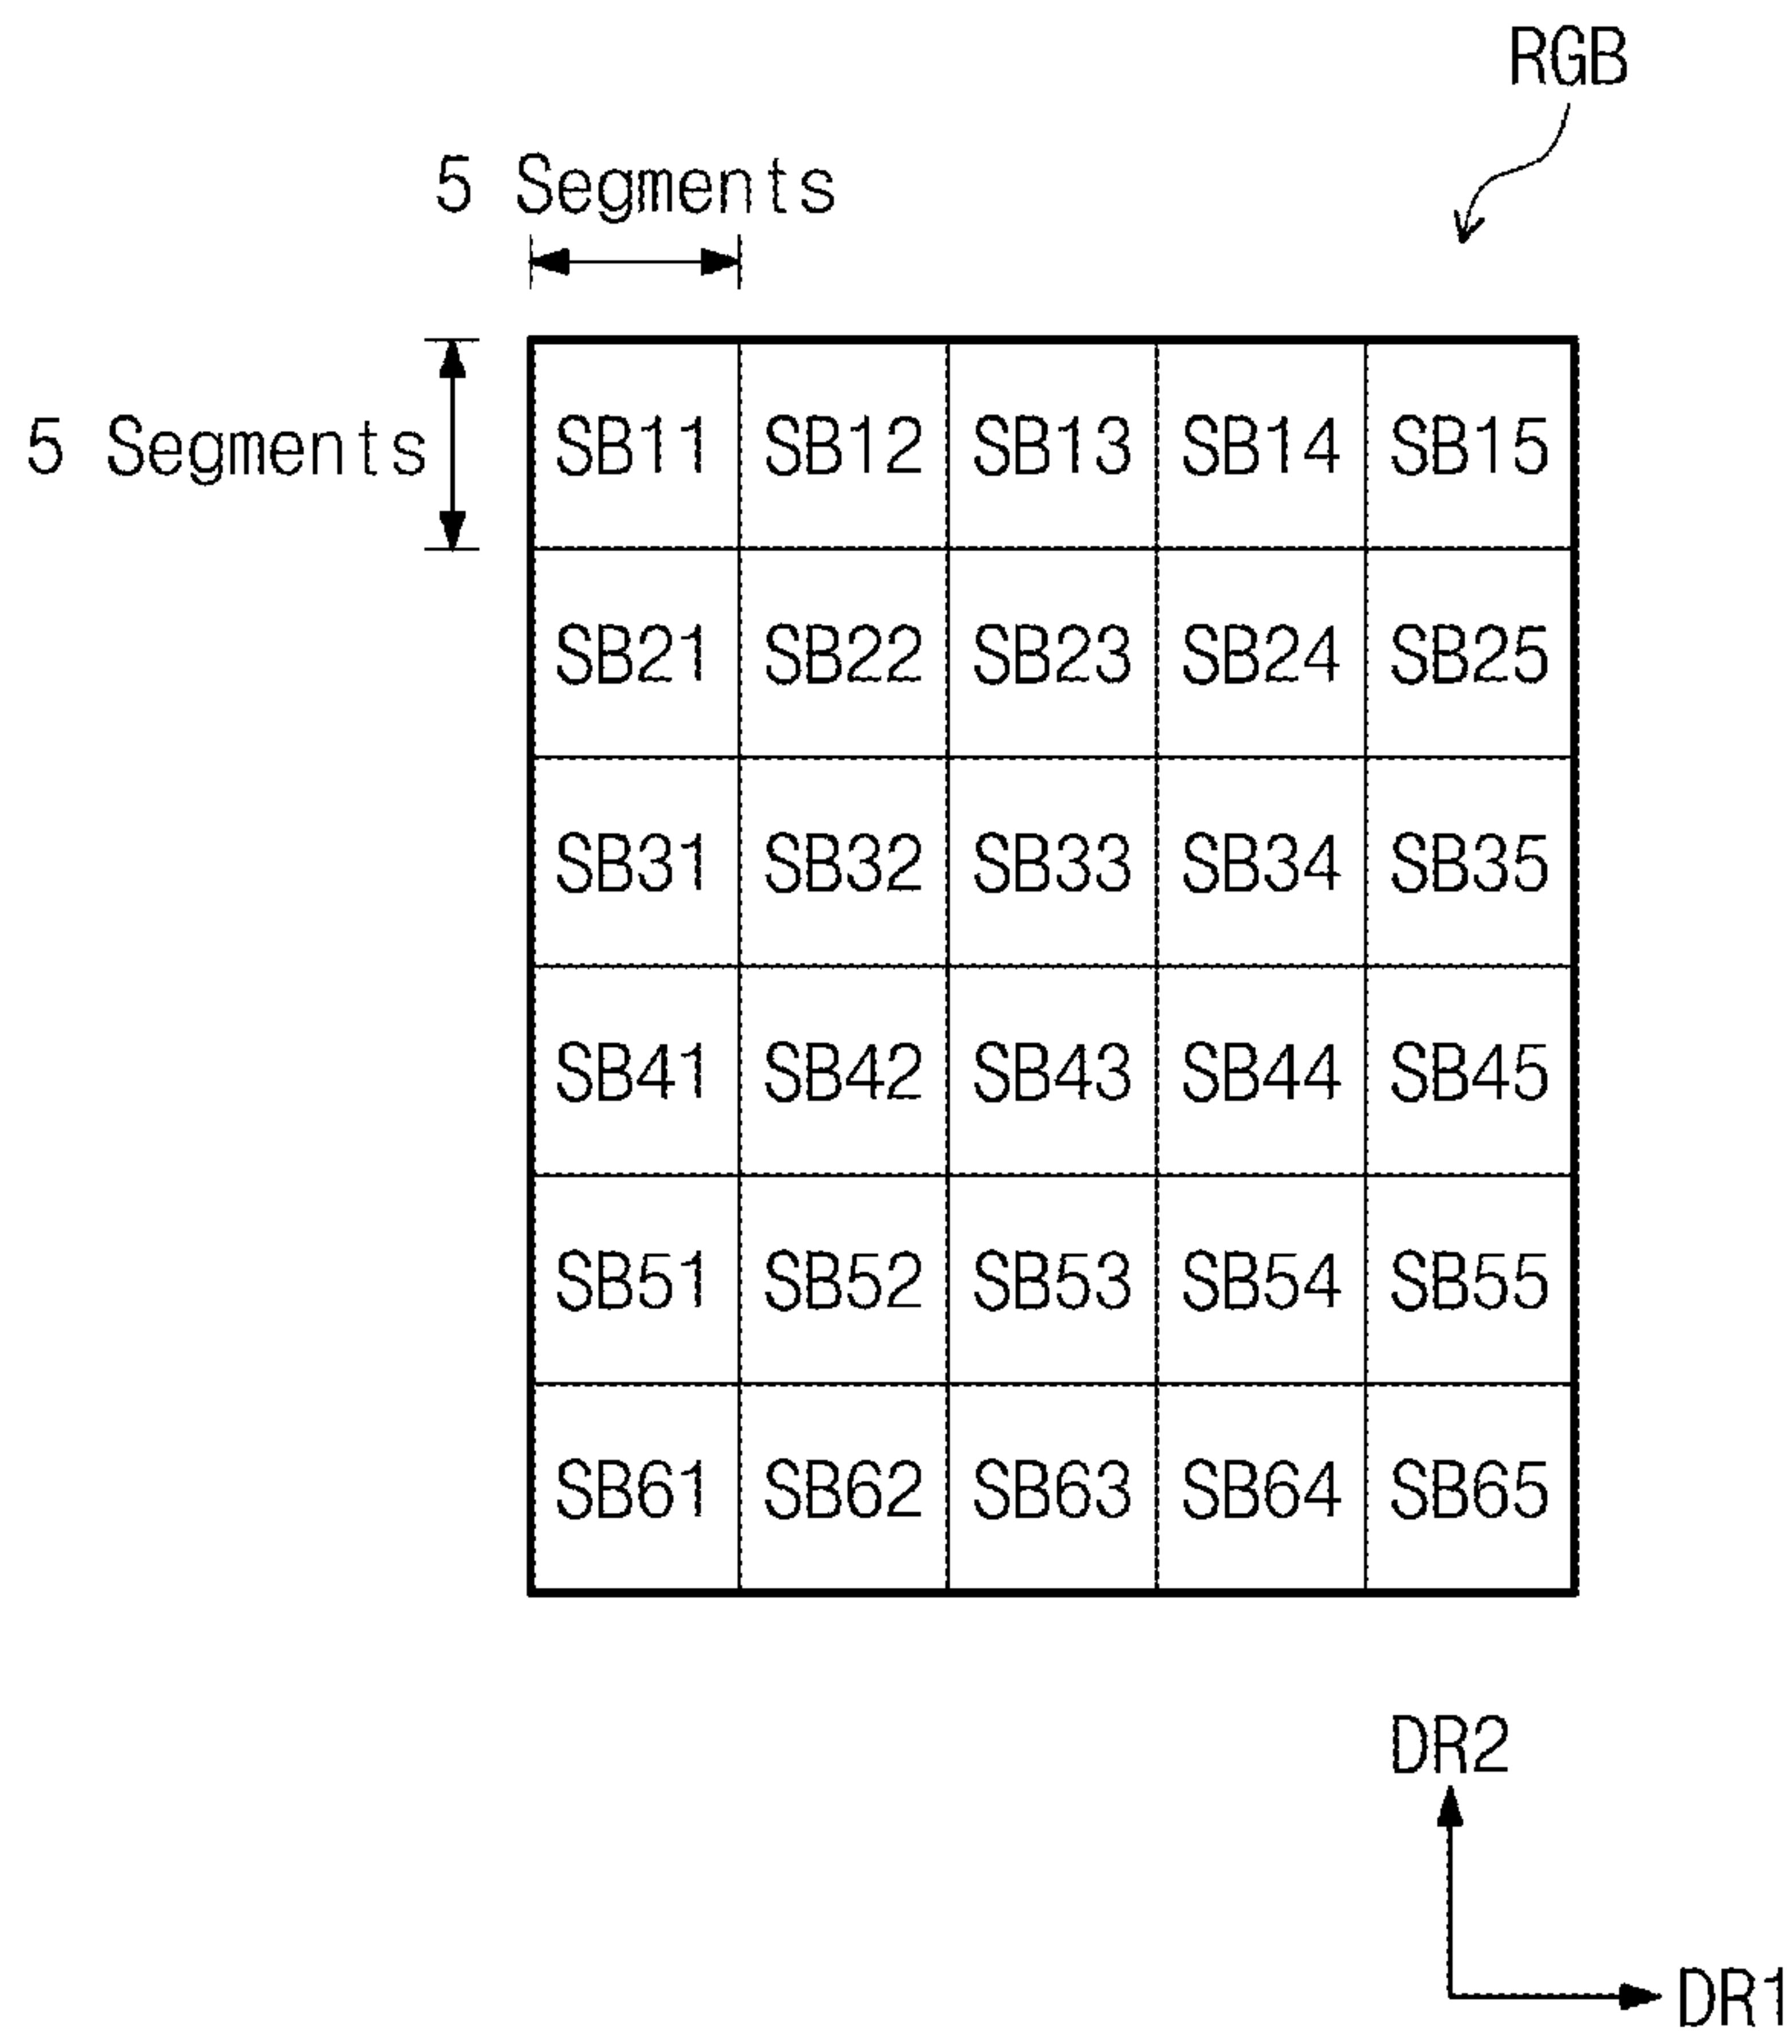 RGB
5 Segments
5 Segments
SB11 SB12 SB13 SB14 SB15
SB21 SB22 SB23 SB24 SB25
SB31 SB32 SB33 SB34 SB35
SB41 SB42 SB43 SB44 SB45
SB51 SB52 SB53 SB54 SB55
SB61 SB62 SB63 SB64 SB65
DR2
DR1